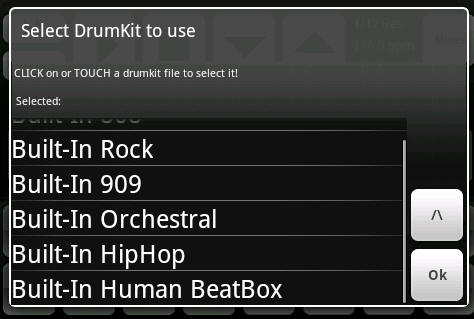 Select DrumKit to use
CLICK on or TOUCH a drumkit file to select it!
Selected:
Built-In Rock
Built-In 909
Built-In Orchestral
Built-In HipHop
Built-In Human BeatBox
/\
Ok